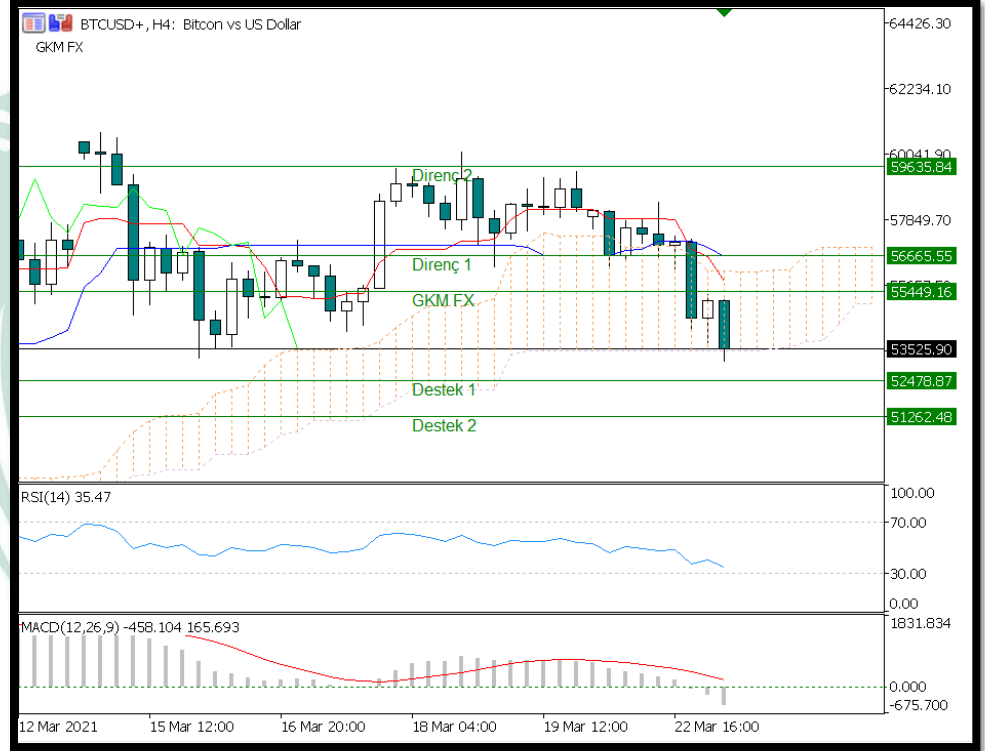 BTCUSD+, H4: Bitcon vs US Dollar
GKM FX
64426.30
62234.10
60041.90
59635.84
Direnç 2
57849.70
56665.55
Direnç 1
55449.16
GKM FX
53525.90
52478.87
Destek 1
51262.48
Destek 2
RSI(14) 35.47
100.00
70.00
30.00
0.00
MACD(12,26,9) -458.104 165.693
1831.834
0.000
-675.700
12 Mar 2021 15 Mar 12:00 16 Mar 20:00 18 Mar 04:00 19 Mar 12:00 22 Mar 16:00